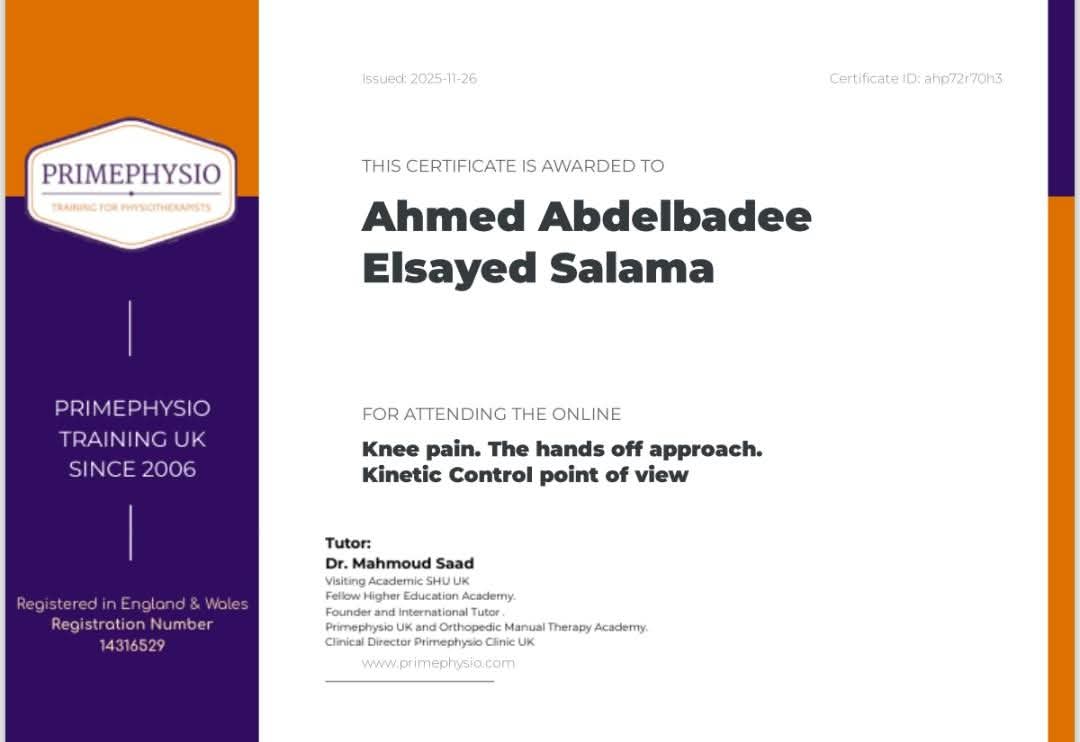 Issued: 2025-11-26
Certificate ID: ahp72r70h3
PRIMEPHYSIO
TRAINING FOR PHYSIOTHERAPISTS
THIS CERTIFICATE IS AWARDED TO
Ahmed Abdelbadee
Elsayed Salama
PRIMEPHYSIO
TRAINING UK
SINCE 2006
FOR ATTENDING THE ONLINE
Knee pain. The hands off approach.
Kinetic Control point of view
Registered in England & Wales
Registration Number
14316529
Tutor:
Dr. Mahmoud Saad
Visiting Academic SHU UK
Fellow Higher Education Academy.
Founder and International Tutor .
Primephysio UK and Orthopedic Manual Therapy Academy.
Clinical Director Primephysio Clinic UK
www.primephysio.com